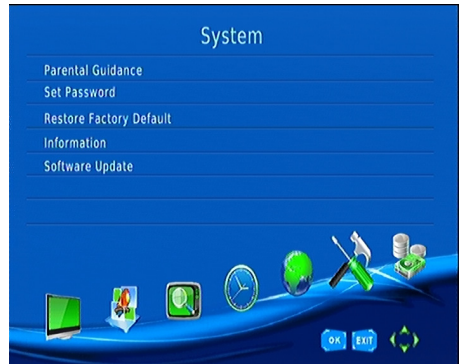 System
Parental Guidance
Set Password
Restore Factory Default
Information
Software Update
OK EXIT